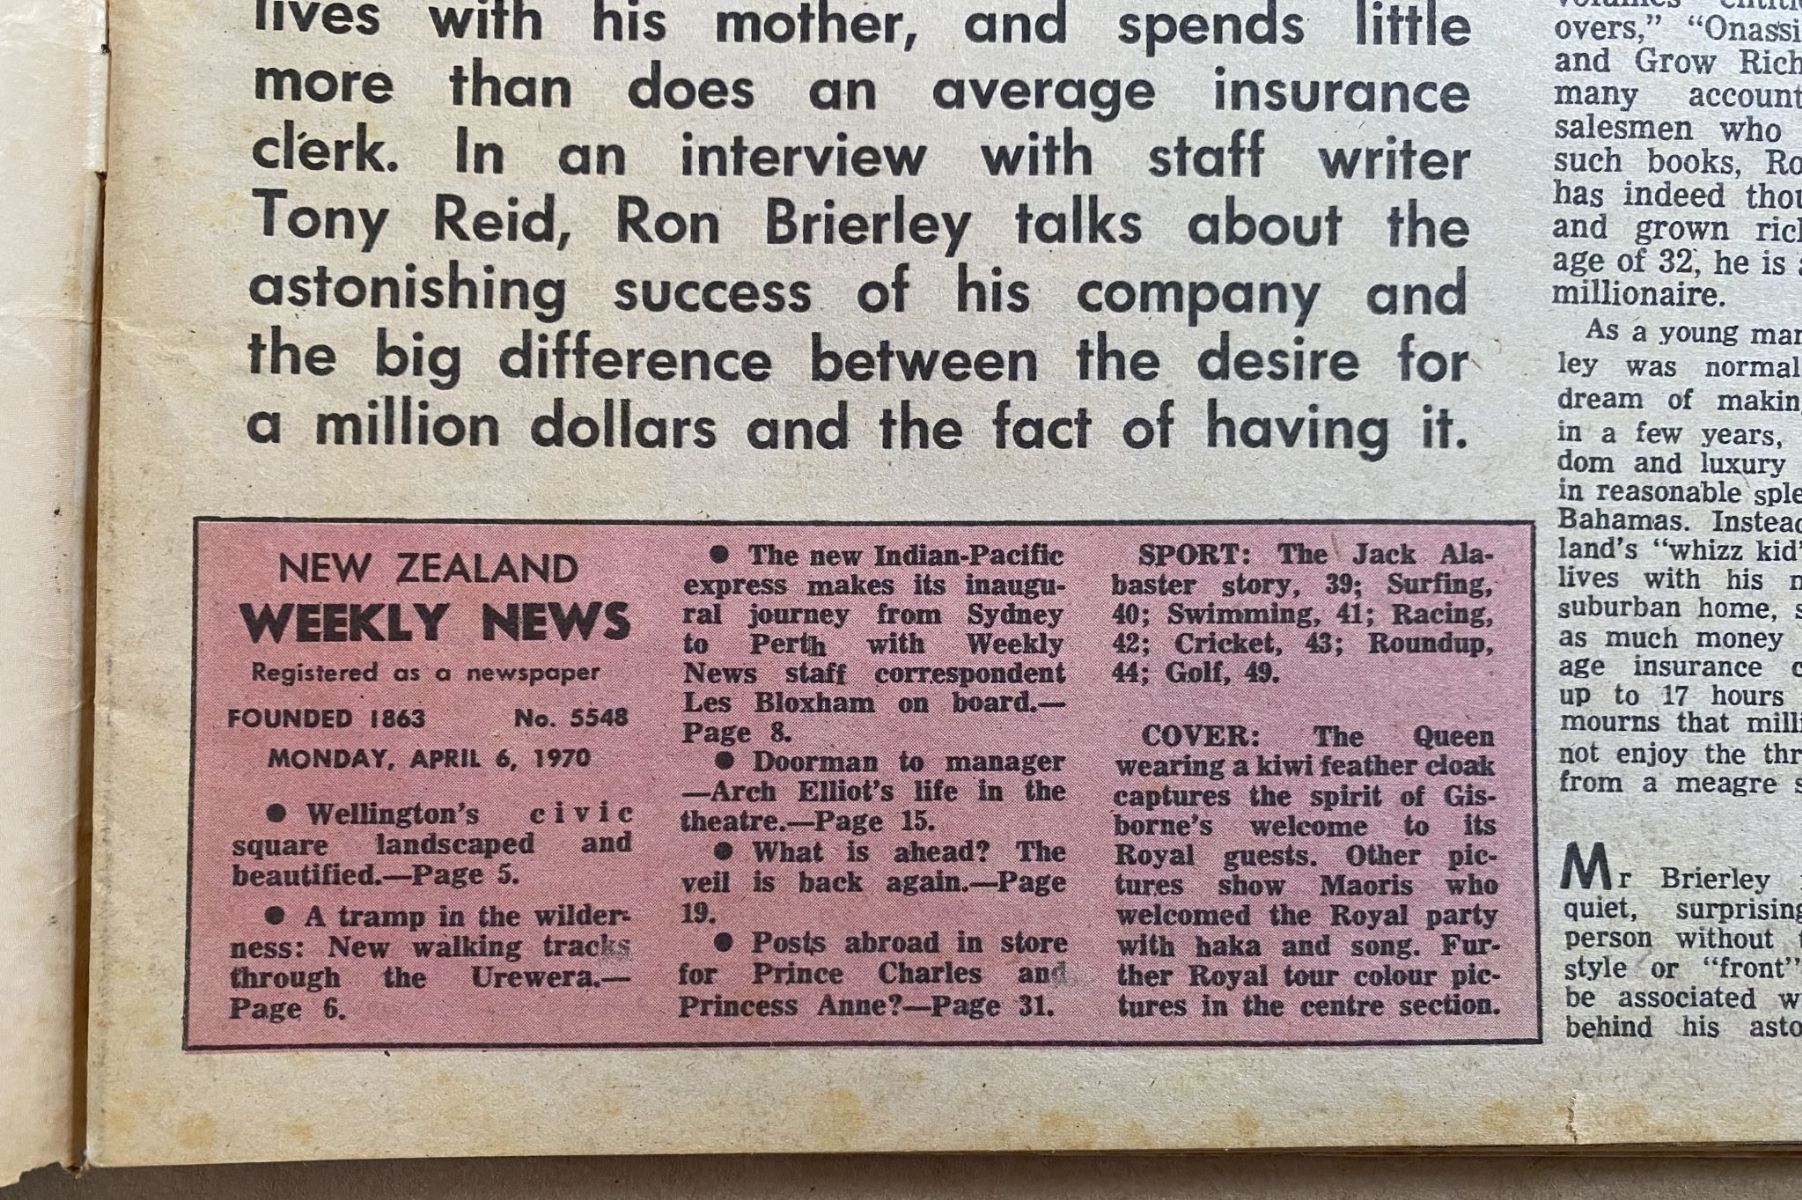 lives with his mother, and spends little
more than does an average insurance
clerk. In an interview with staff writer
Tony Reid, Ron Brierley talks about the
astonishing success of his company and
the big difference between the desire for
a million dollars and the fact of having it.
NEW ZEALAND
WEEKLY NEWS
Registered as a newspaper
FOUNDED 1863 No. 5548
MONDAY, APRIL 6, 1970
● Wellington's civic
square landscaped and
beautified.—Page 5.
● A tramp in the wilder-
ness: New walking tracks
through the Urewera.—
Page 6.
● The new Indian-Pacific
express makes its inaugu-
ral journey from Sydney
to Perth with Weekly
News staff correspondent
Les Bloxham on board.—
Page 8.
● Doorman to manager
—Arch Elliot's life in the
theatre.—Page 15.
● What is ahead? The
veil is back again.—Page
19.
● Posts abroad in store
for Prince Charles and
Princess Anne?—Page 31.
SPORT: The Jack Ala-
baster story, 39; Surfing,
40; Swimming, 41; Racing,
42; Cricket, 43; Roundup,
44; Golf, 49.
COVER: The Queen
wearing a kiwi feather cloak
captures the spirit of Gis-
borne's welcome to its
Royal guests. Other pic-
tures show Maoris who
welcomed the Royal party
with haka and song. Fur-
ther Royal tour colour pic-
tures in the centre section.
overs," "Onassi
and Grow Rich
many account
salesmen who
such books, Ro
has indeed thou
and grown rich
age of 32, he is
millionaire.
As a young man
ley was normal
dream of making
in a few years,
dom and luxury
in reasonable sple
Bahamas. Instead
land's "whizz kid"
lives with his
suburban home,
as much money
age insurance c
up to 17 hours
mourns that milli
not enjoy the thr
from a meagre s
Mr Brierley
quiet, surprising
person without
style or "front"
be associated w
behind his asto